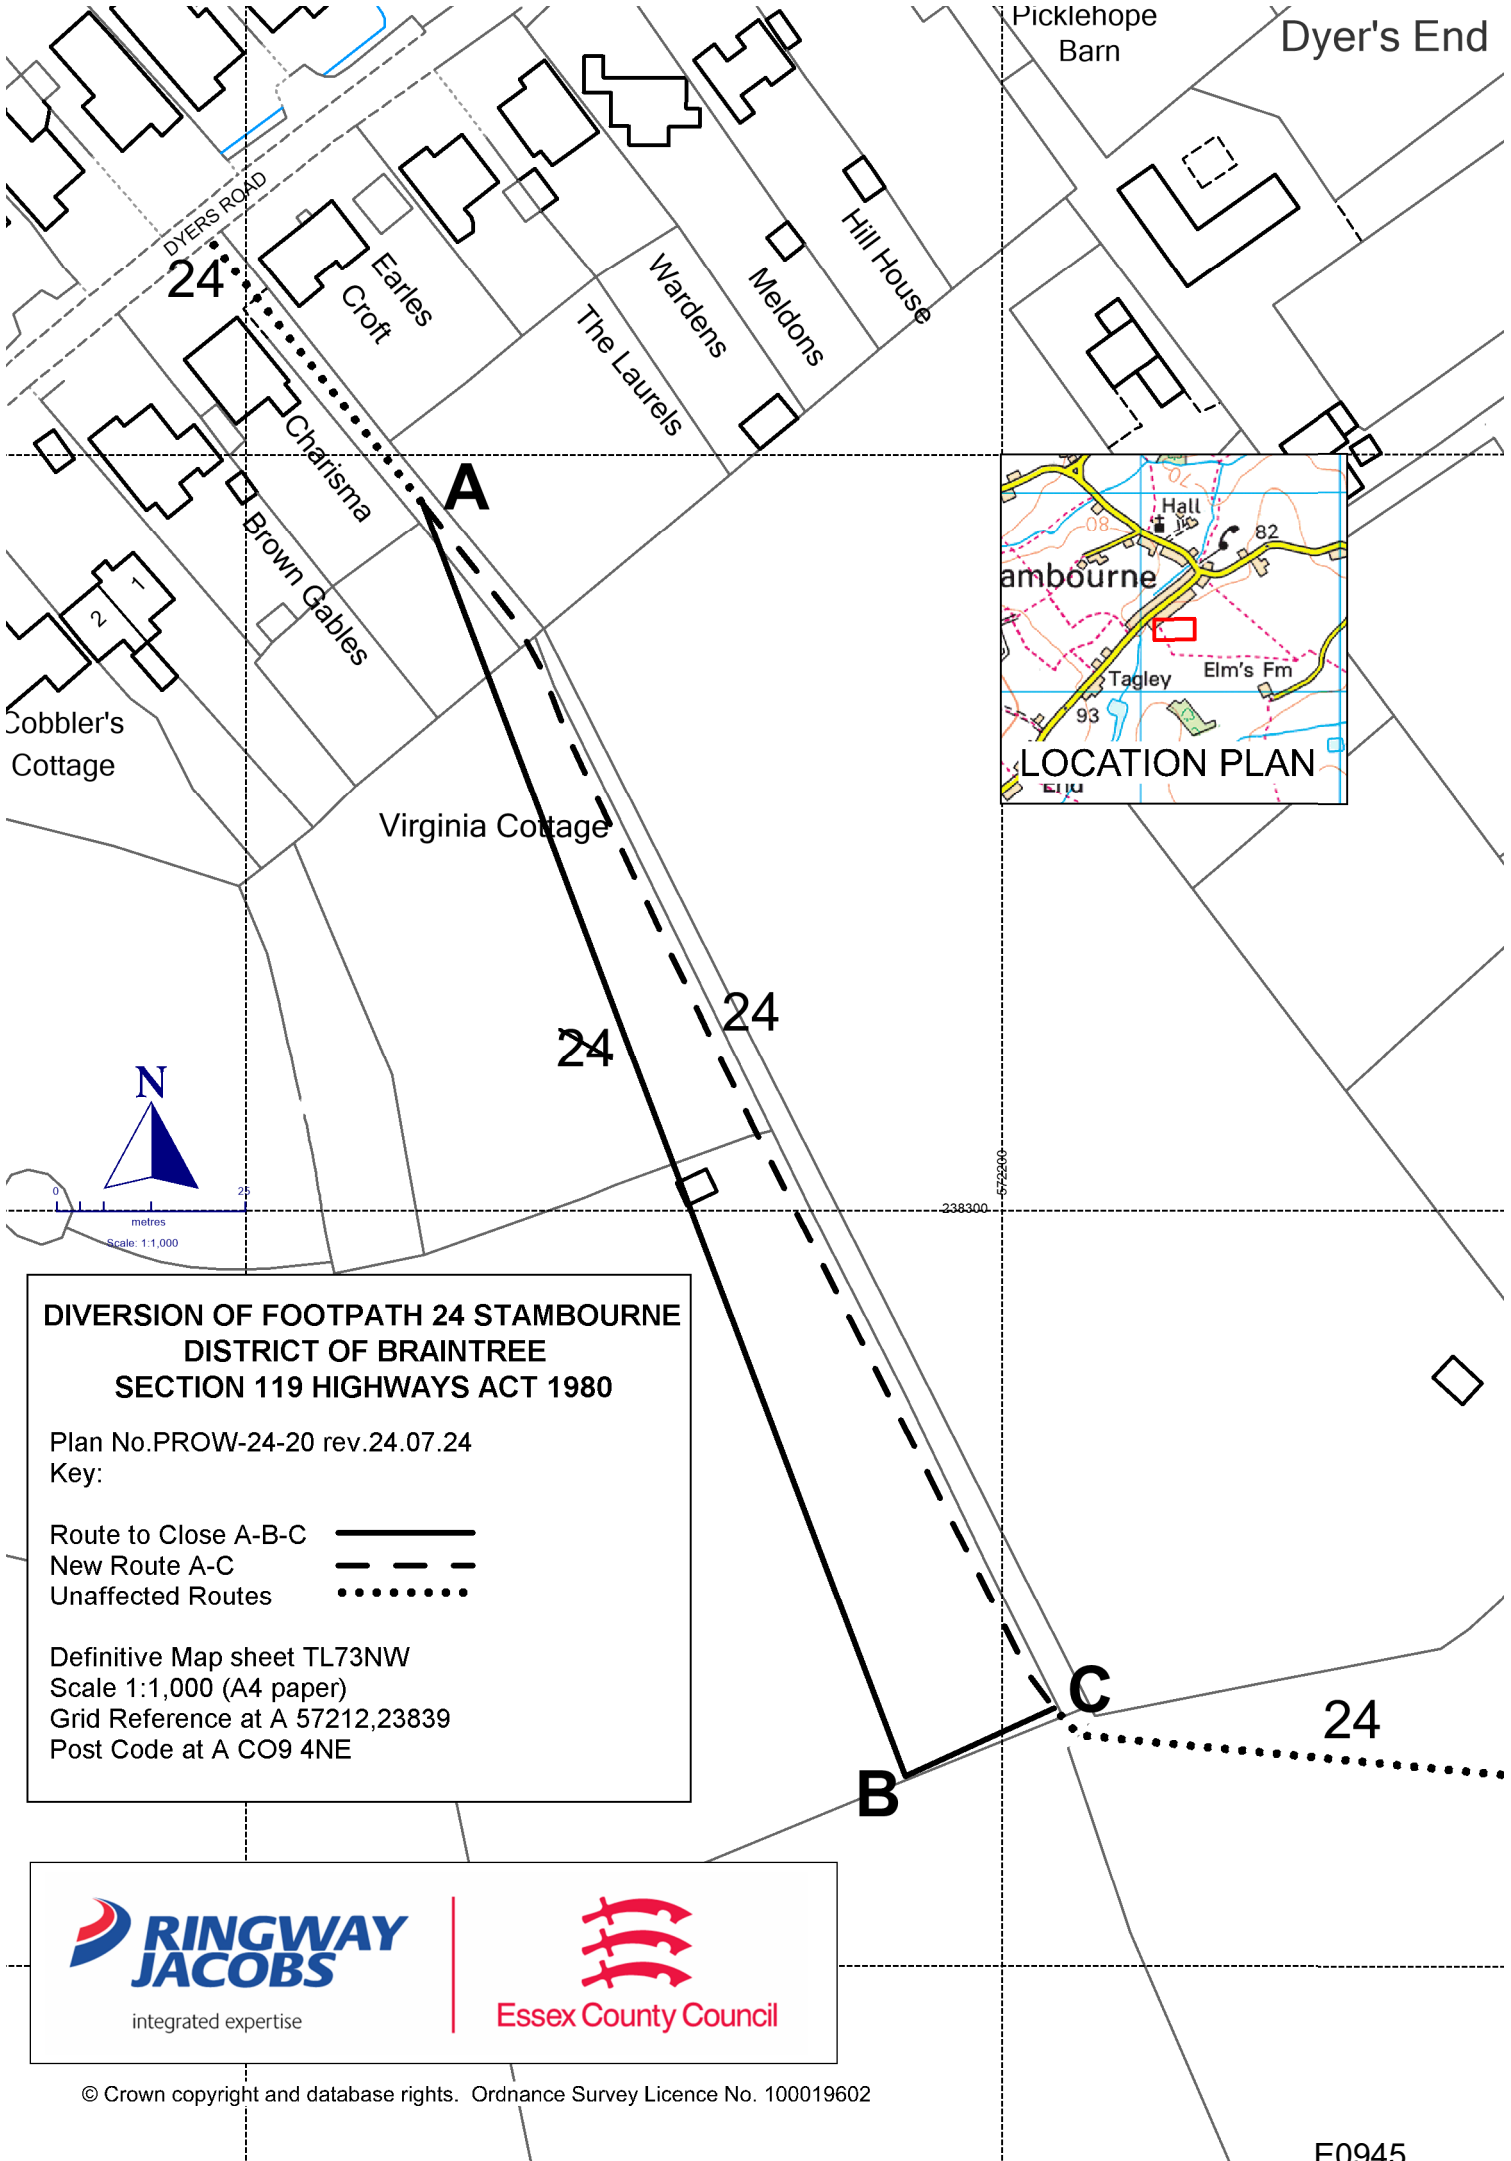 Picklehope
Barn
Dyer's End
DYERS ROAD
24
Earles
Croft
Hill House
Wardens
Meldons
The Laurels
Charisma
A
Brown Gables
1
2
Cobbler's
Cottage
Virginia Cottage
70
Hall
80
82
ambourne
Elm's Fm
Tagley
93
LOCATION PLAN
End
24
24
N
0 25
metres
Scale: 1:1,000
572200
238300
DIVERSION OF FOOTPATH 24 STAMBOURNE
DISTRICT OF BRAINTREE
SECTION 119 HIGHWAYS ACT 1980
Plan No.PROW-24-20 rev.24.07.24
Key:
Route to Close A-B-C
New Route A-C
Unaffected Routes
Definitive Map sheet TL73NW
Scale 1:1,000 (A4 paper)
Grid Reference at A 57212,23839
Post Code at A CO9 4NE
C
24
B
RINGWAY
JACOBS
integrated expertise
Essex County Council
© Crown copyright and database rights. Ordnance Survey Licence No. 100019602
E0945